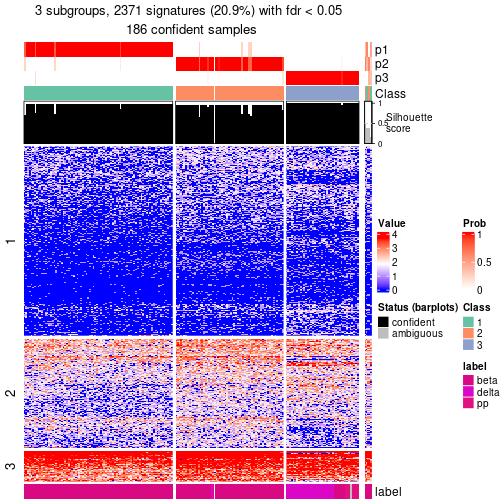 3 subgroups, 2371 signatures (20.9%) with fdr < 0.05
186 confident samples
p1
p2
p3
Class
1
0.5
0
Silhouette
score
1
2
3
label
Value
4
3
2
1
0
Prob
1
0.5
0
Status (barplots)
confident
ambiguous
Class
1
2
3
label
beta
delta
pp